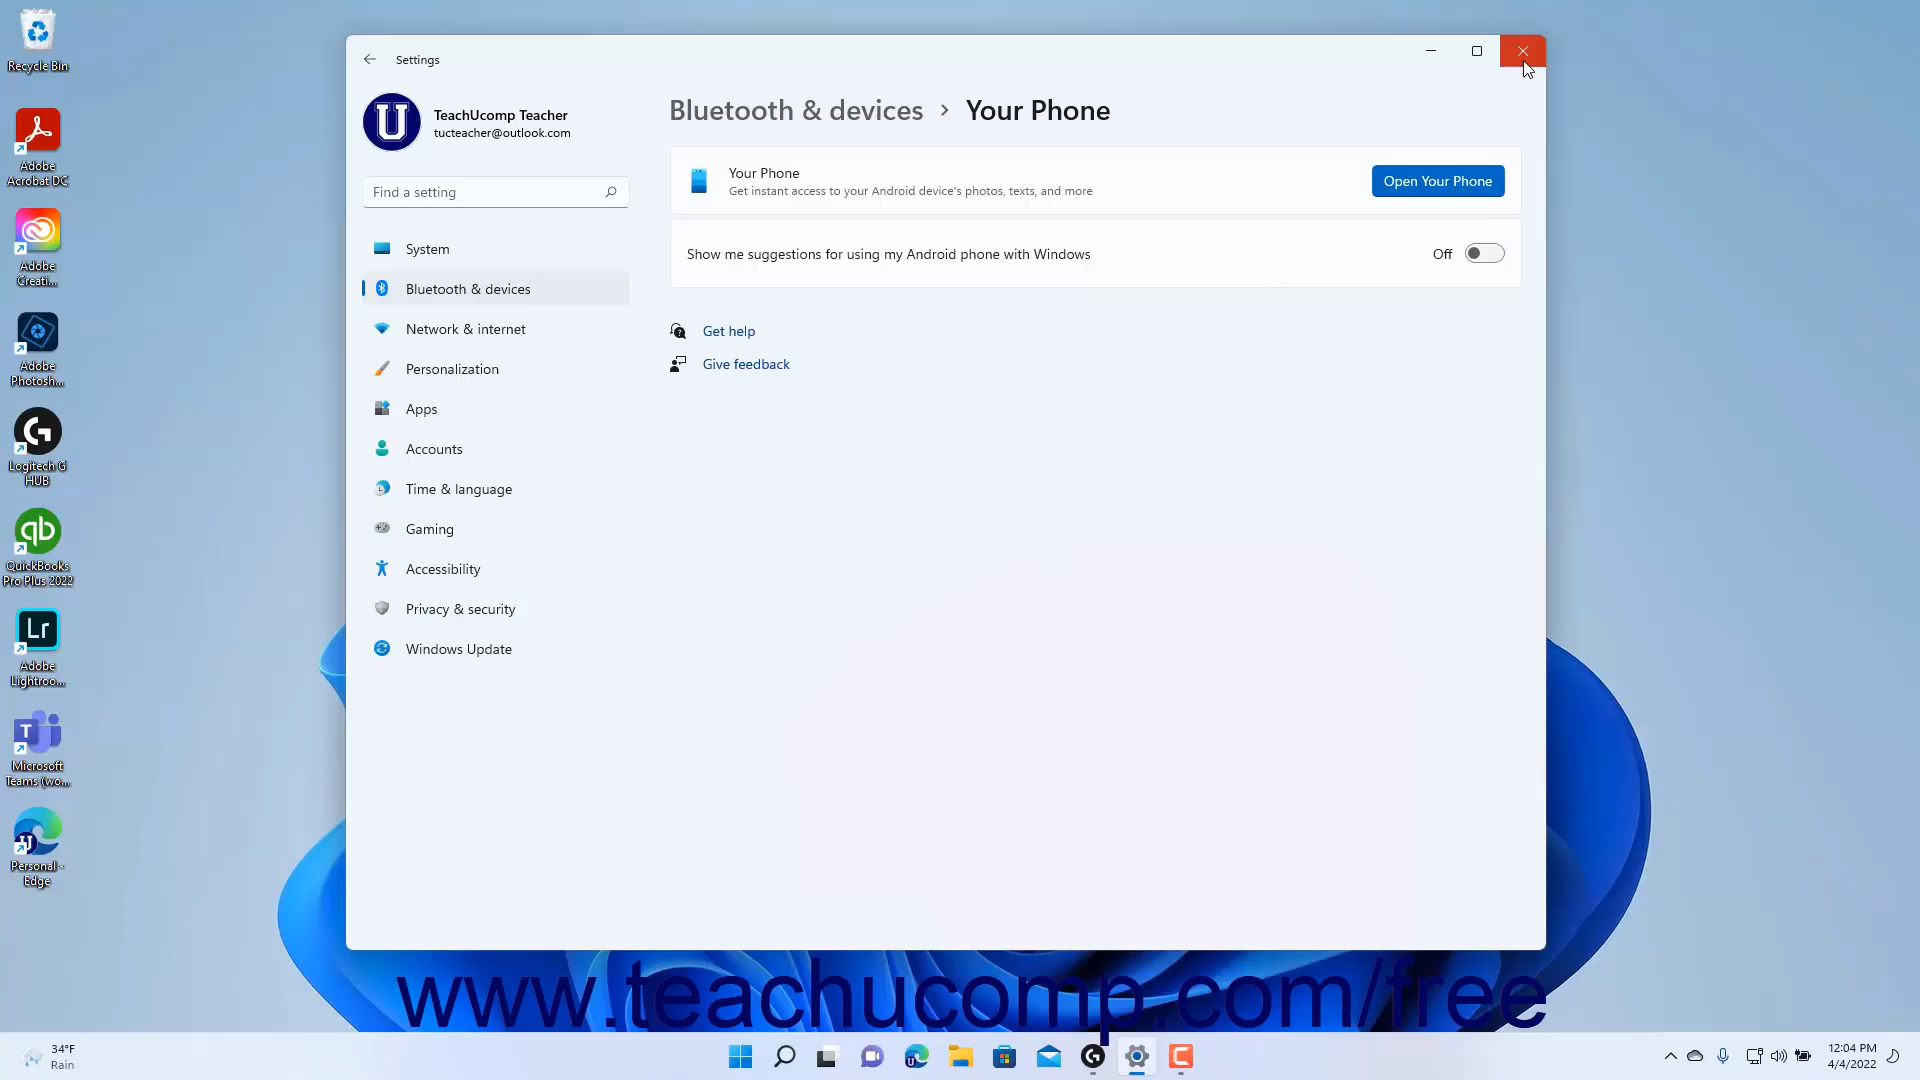 Recycle Bin
Adobe
Acrobat DC
Adobe
Creati...
Adobe
Photosh...
Logitech G
HUB
QuickBooks
Pro Plus 2022
Lr
Adobe
Lightroo...
Microsoft
Teams (wo...
Personal -
Edge
Settings
TeachUcomp Teacher
tucteacher@outlook.com
Find a setting
System
Bluetooth & devices
Network & internet
Personalization
Apps
Accounts
Time & language
Gaming
Accessibility
Privacy & security
Windows Update
Bluetooth & devices > Your Phone
Your Phone
Get instant access to your Android device's photos, texts, and more
Open Your Phone
Show me suggestions for using my Android phone with Windows
Off
Get help
Give feedback
www.teachucomp.com/free
34°F
Rain
12:04 PM
4/4/2022